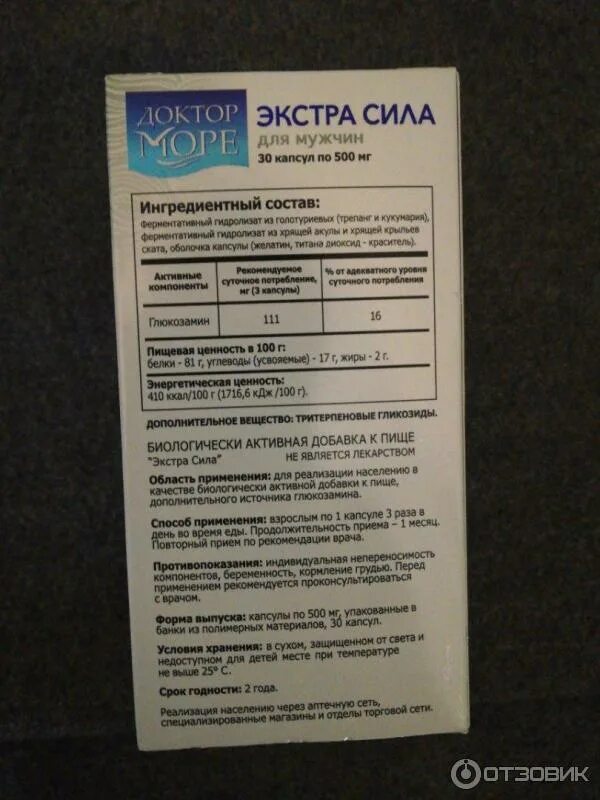 ДОКТОР
МОРЕ
ЭКСТРА СИЛА
для мужчин
30 капсул по 500 мг
Ингредиентный состав:
Ферментативный гидролизат из голотуриевых (трепанг и кукумария),
ферментативный гидролизат из хрящей акулы и хрящей крыльев
ската, оболочка капсулы (желатин, титана диоксид - краситель).
Активные
компоненты
Рекомендуемое
суточное потребление,
мг (3 капсулы)
% от адекватного уровня
суточного потребления
Глюкозамин
111
16
Пищевая ценность в 100 г:
белки - 81 г, углеводы (усвояемые) - 17 г, жиры - 2 г.
Энергетическая ценность:
410 ккал/100 г (1716,6 кДж /100 г).
ДОПОЛНИТЕЛЬНОЕ ВЕЩЕСТВО: ТРИТЕРПЕНОВЫЕ ГЛИКОЗИДЫ.
БИОЛОГИЧЕСКИ АКТИВНАЯ ДОБАВКА К ПИЩЕ
"Экстра Сила" НЕ ЯВЛЯЕТСЯ ЛЕКАРСТВОМ
Область применения: для реализации населению в
качестве биологически активной добавки к пище,
дополнительного источника глюкозамина.
Способ применения: взрослым по 1 капсуле 3 раза в
день во время еды. Продолжительность приема – 1 месяц.
Повторный прием по рекомендации врача.
Противопоказания: индивидуальная непереносимость
компонентов, беременность, кормление грудью. Перед
применением рекомендуется проконсультироваться
с врачом.
Форма выпуска: капсулы по 500 мг, упакованные в
банки из полимерных материалов, 30 капсул.
Условия хранения: в сухом, защищенном от света и
недоступном для детей месте при температуре
не выше 25° С.
Срок годности: 2 года.
Реализация населению через аптечную сеть,
специализированные магазины и отделы торговой сети.
ОТЗОВИК